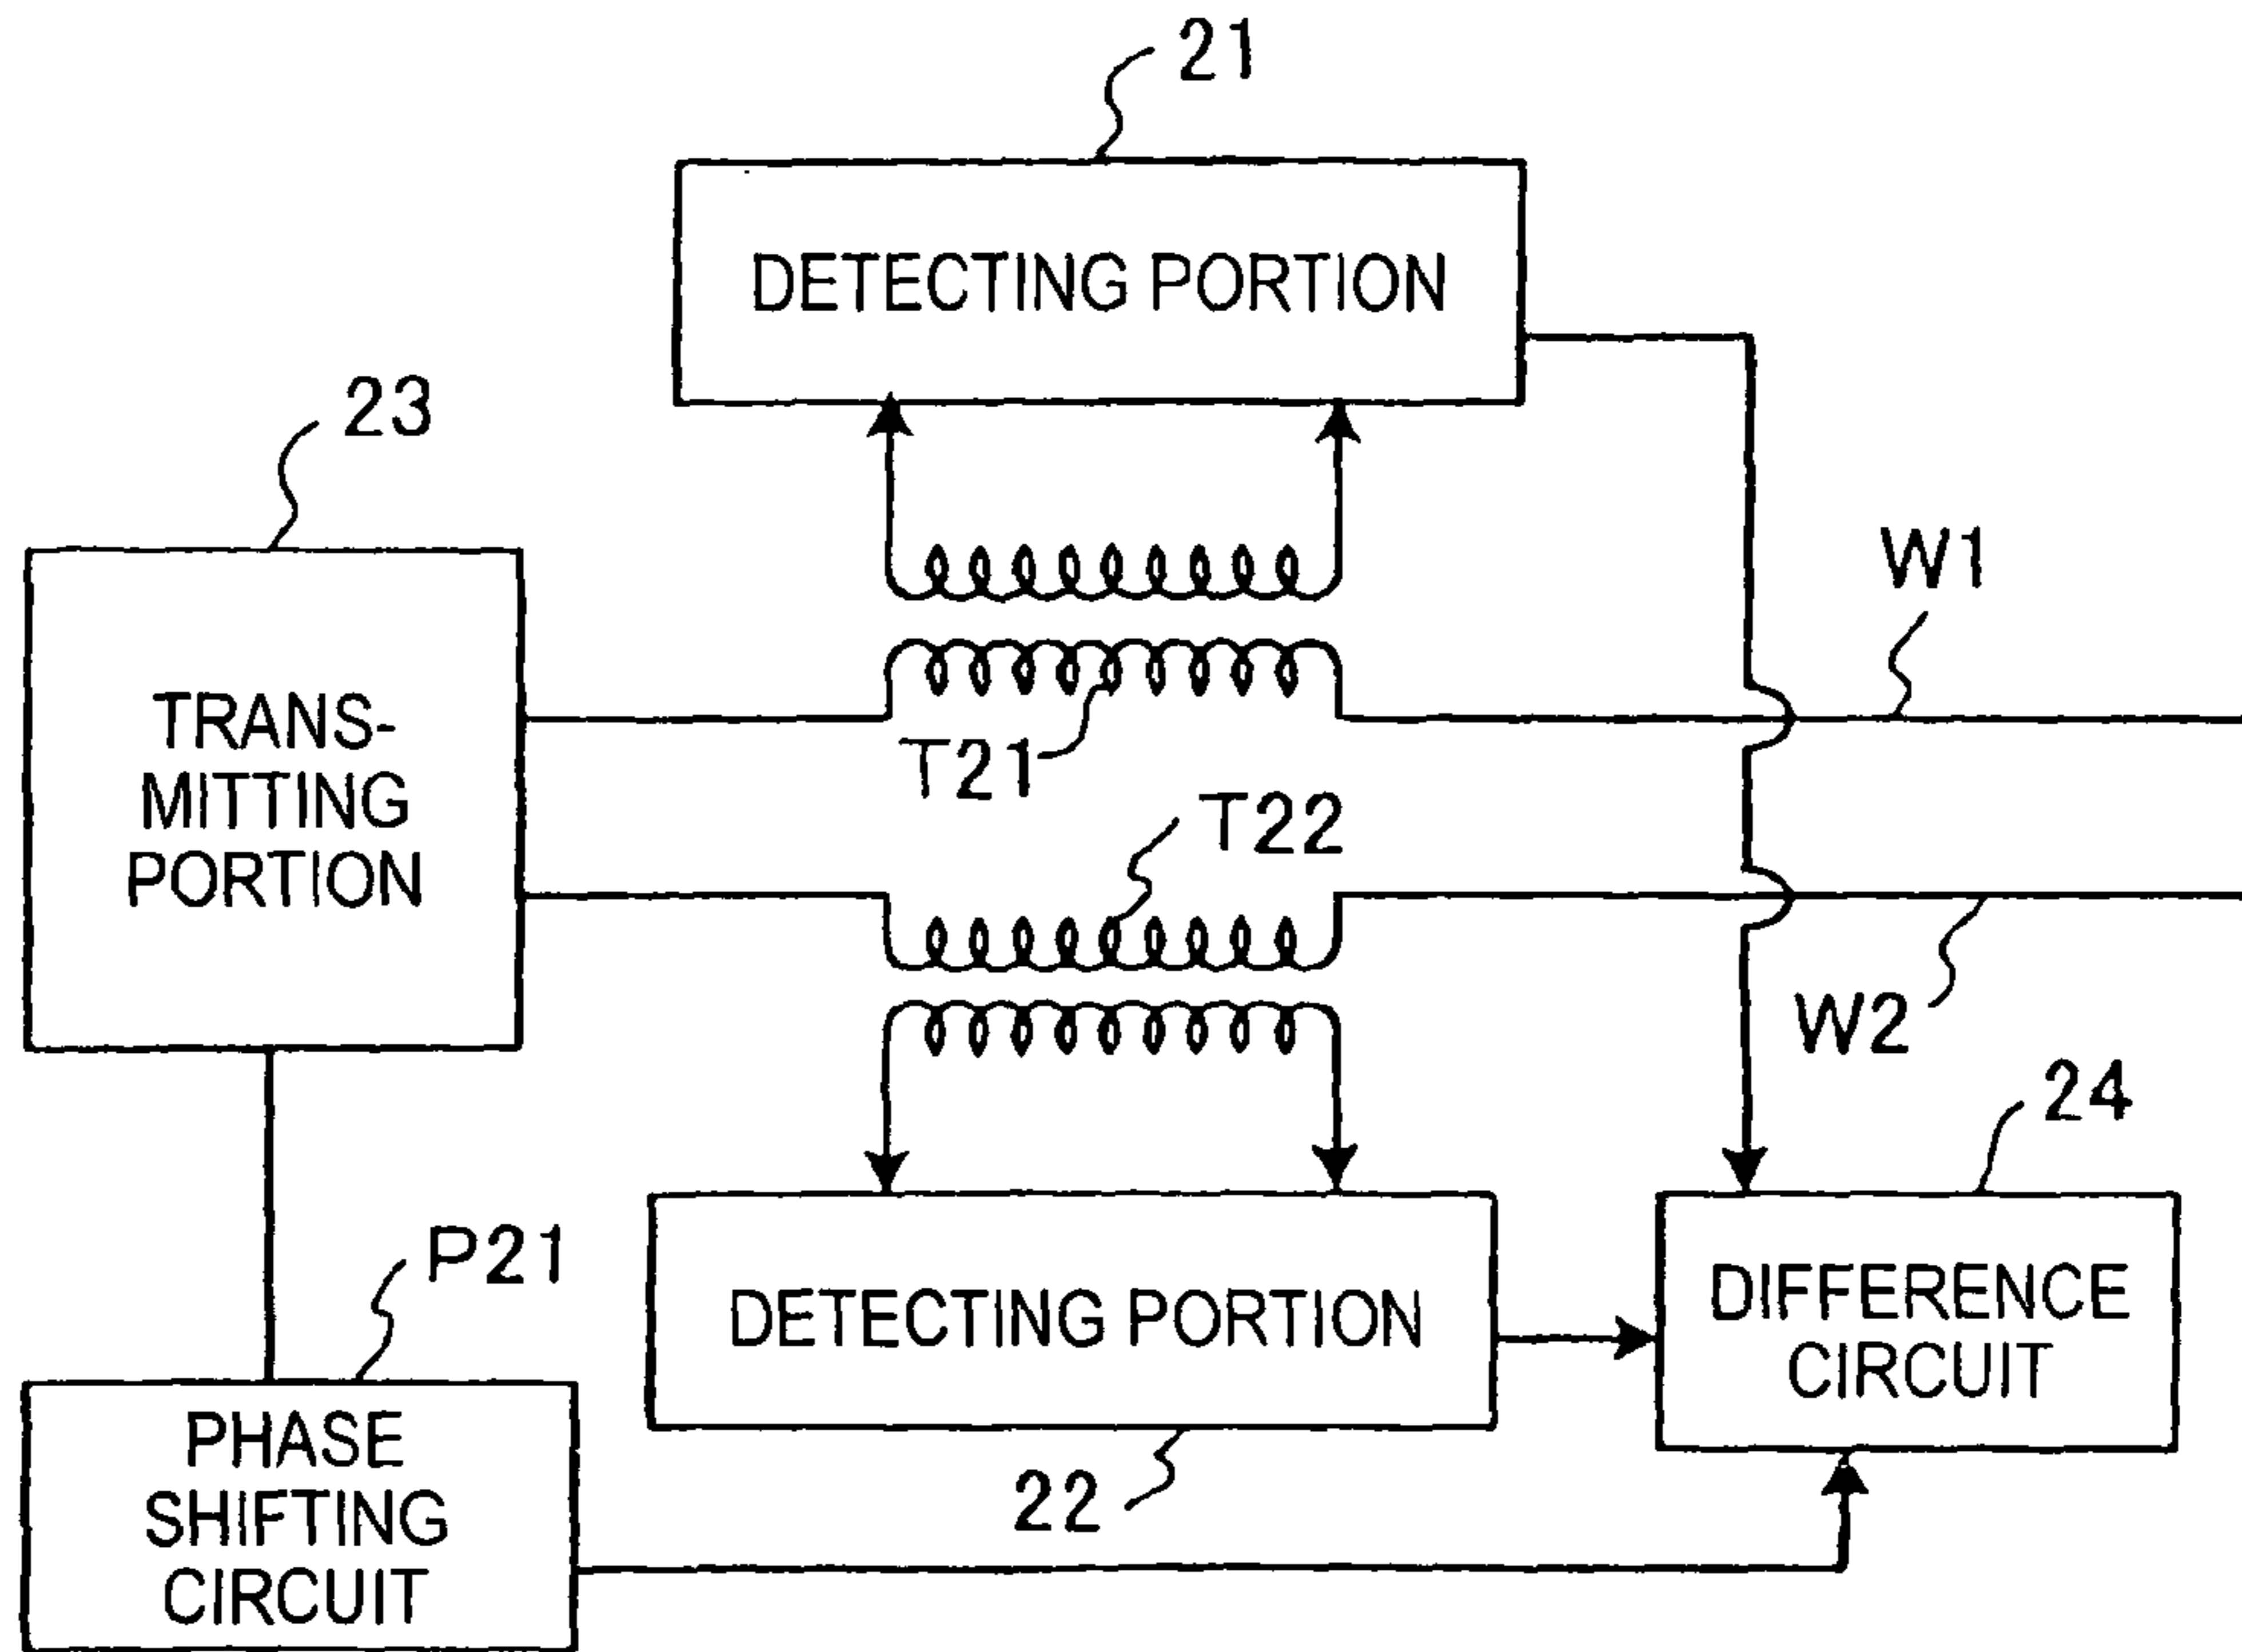 21
DETECTING PORTION
23
W1
TRANS-
MITTING
PORTION
T21
T22
W2
24
P21
DETECTING PORTION
DIFFERENCE
CIRCUIT
PHASE
SHIFTING
CIRCUIT
22